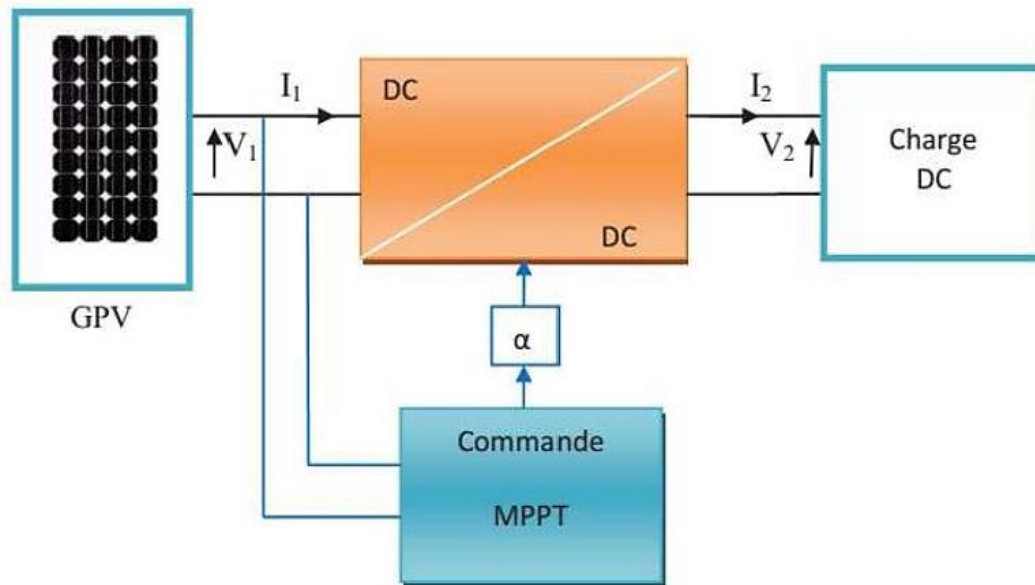 I₁
DC
I₂
V₁
V₂
Charge
DC
DC
GPV
α
Commande
MPPT